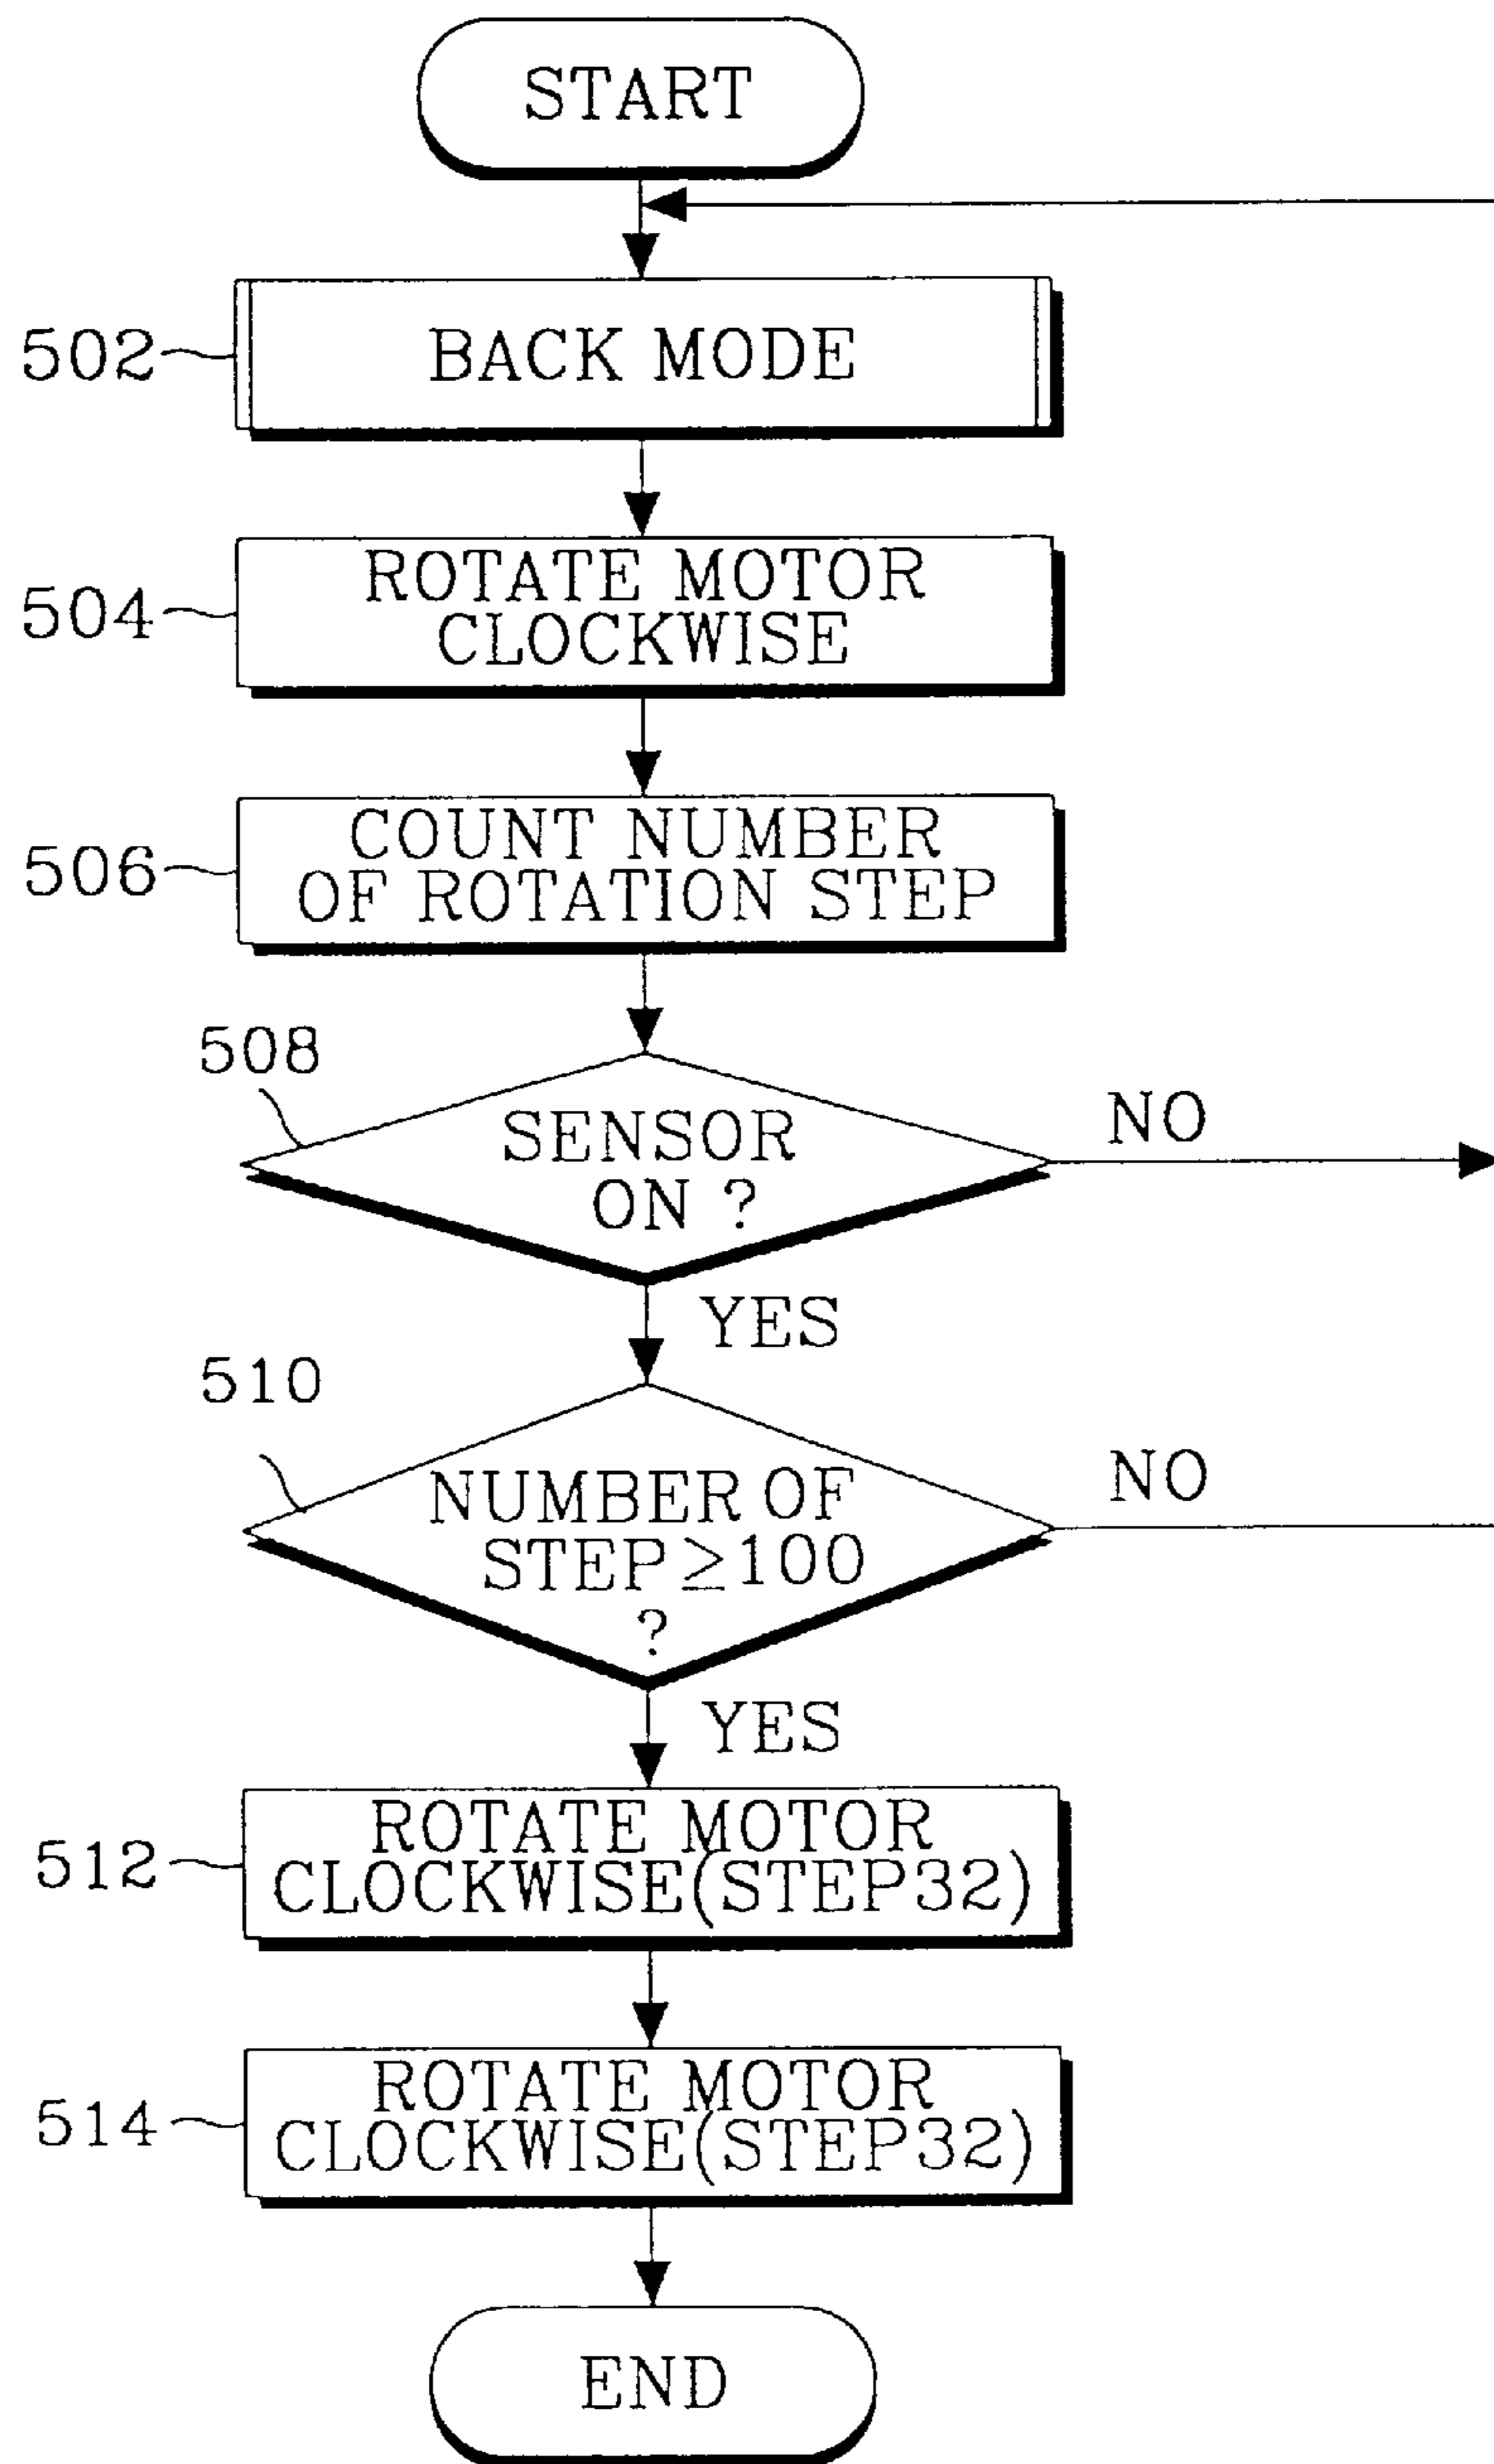 START
502
BACK MODE
504
ROTATE MOTOR
CLOCKWISE
506
COUNT NUMBER
OF ROTATION STEP
508
SENSOR
ON ?
NO
YES
510
NUMBER OF
STEP≥100
?
NO
YES
512
ROTATE MOTOR
CLOCKWISE(STEP32)
514
ROTATE MOTOR
CLOCKWISE(STEP32)
END